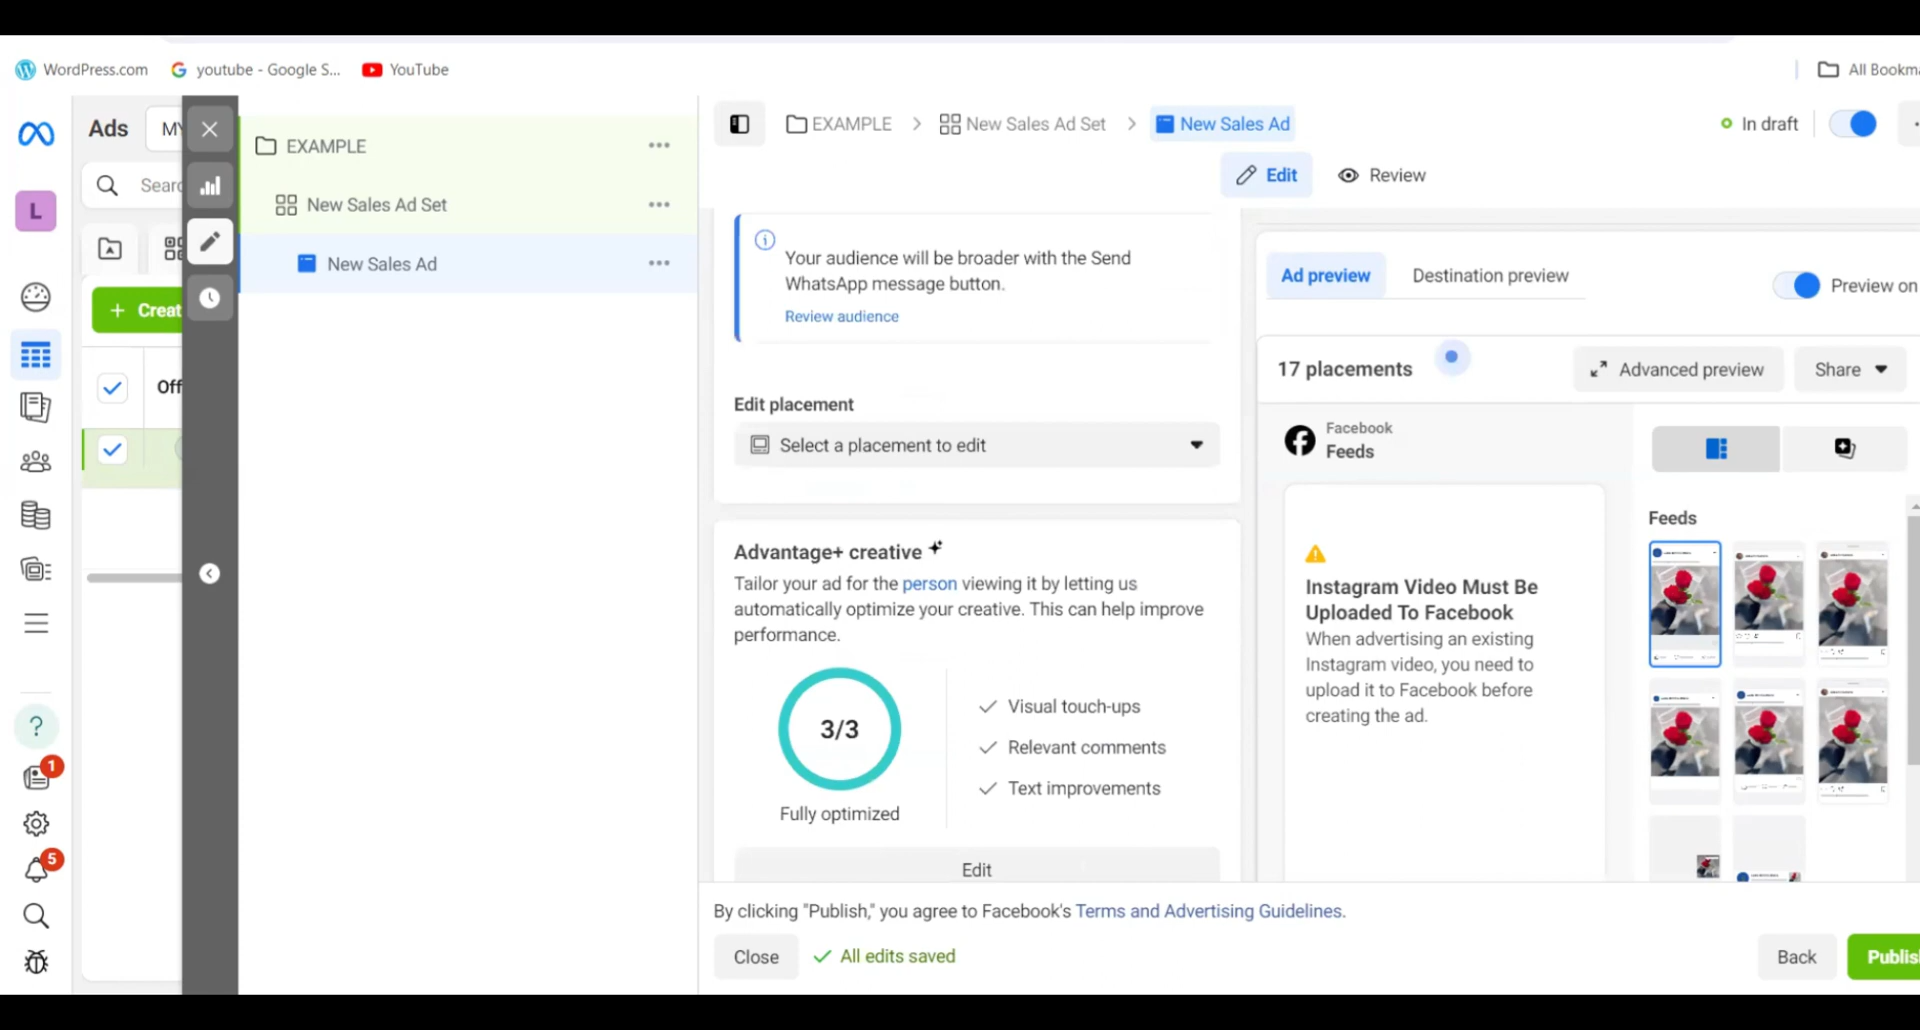 WordPress.com
youtube - Google S...
YouTube
All Bookma
Ads
MY
EXAMPLE
EXAMPLE
New Sales Ad Set
New Sales Ad
In draft
Edit
Review
Sear
L
New Sales Ad Set
New Sales Ad
Creat
Off
Your audience will be broader with the Send
WhatsApp message button.
Review audience
Ad preview
Destination preview
Preview on
17 placements
Advanced preview
Share
Edit placement
Select a placement to edit
Facebook
Feeds
Feeds
Advantage+ creative
Tailor your ad for the person viewing it by letting us
automatically optimize your creative. This can help improve
performance.
3/3
Fully optimized
Visual touch-ups
Relevant comments
Text improvements
Edit
Instagram Video Must Be
Uploaded To Facebook
When advertising an existing
Instagram video, you need to
upload it to Facebook before
creating the ad.
?
1
5
By clicking "Publish," you agree to Facebook's Terms and Advertising Guidelines.
Close
All edits saved
Back
Publis